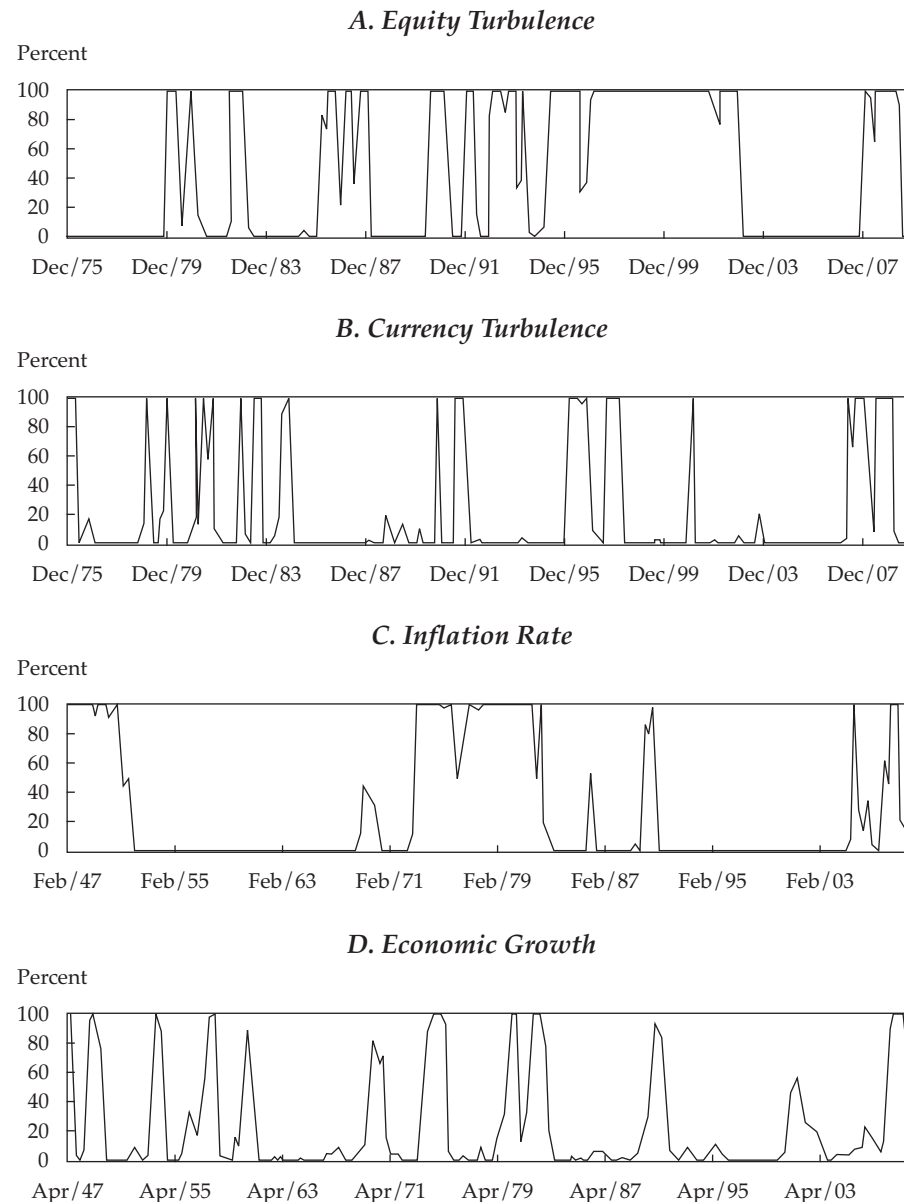 A. Equity Turbulence
Percent
100
80
60
40
20
0
Dec/75 Dec/79 Dec/83 Dec/87 Dec/91 Dec/95 Dec/99 Dec/03 Dec/07
B. Currency Turbulence
Percent
100
80
60
40
20
0
Dec/75 Dec/79 Dec/83 Dec/87 Dec/91 Dec/95 Dec/99 Dec/03 Dec/07
C. Inflation Rate
Percent
100
80
60
40
20
0
Feb/47 Feb/55 Feb/63 Feb/71 Feb/79 Feb/87 Feb/95 Feb/03
D. Economic Growth
Percent
100
80
60
40
20
0
Apr/47 Apr/55 Apr/63 Apr/71 Apr/79 Apr/87 Apr/95 Apr/03